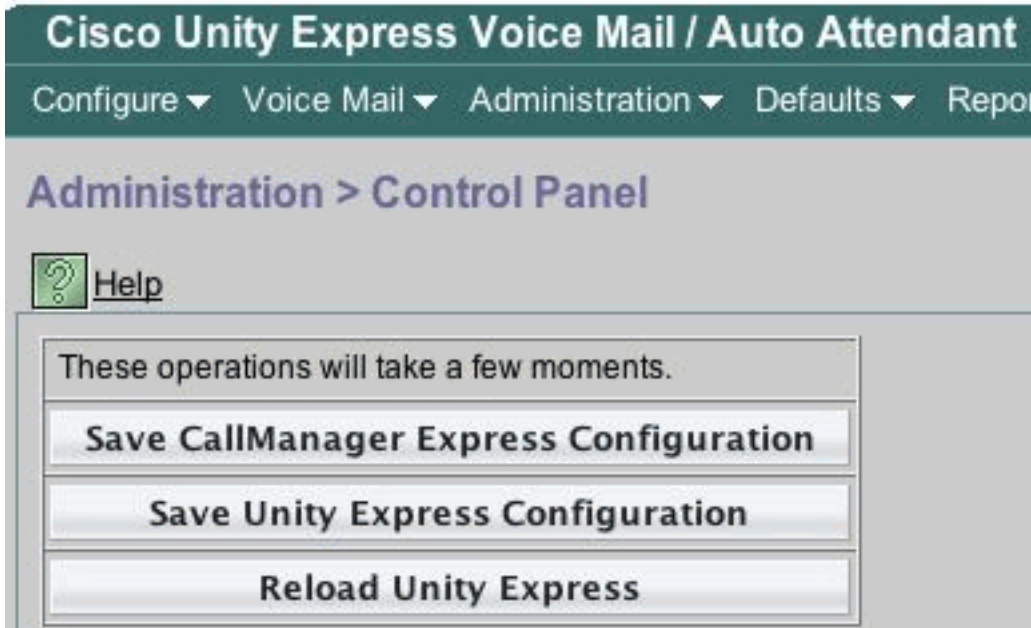 Cisco Unity Express Voice Mail / Auto Attendant
Configure Voice Mail Administration Defaults
Administration > Control Panel
Help
These operations will take a few moments.
Save CallManager Express Configuration
Save Unity Express Configuration
Reload Unity Express